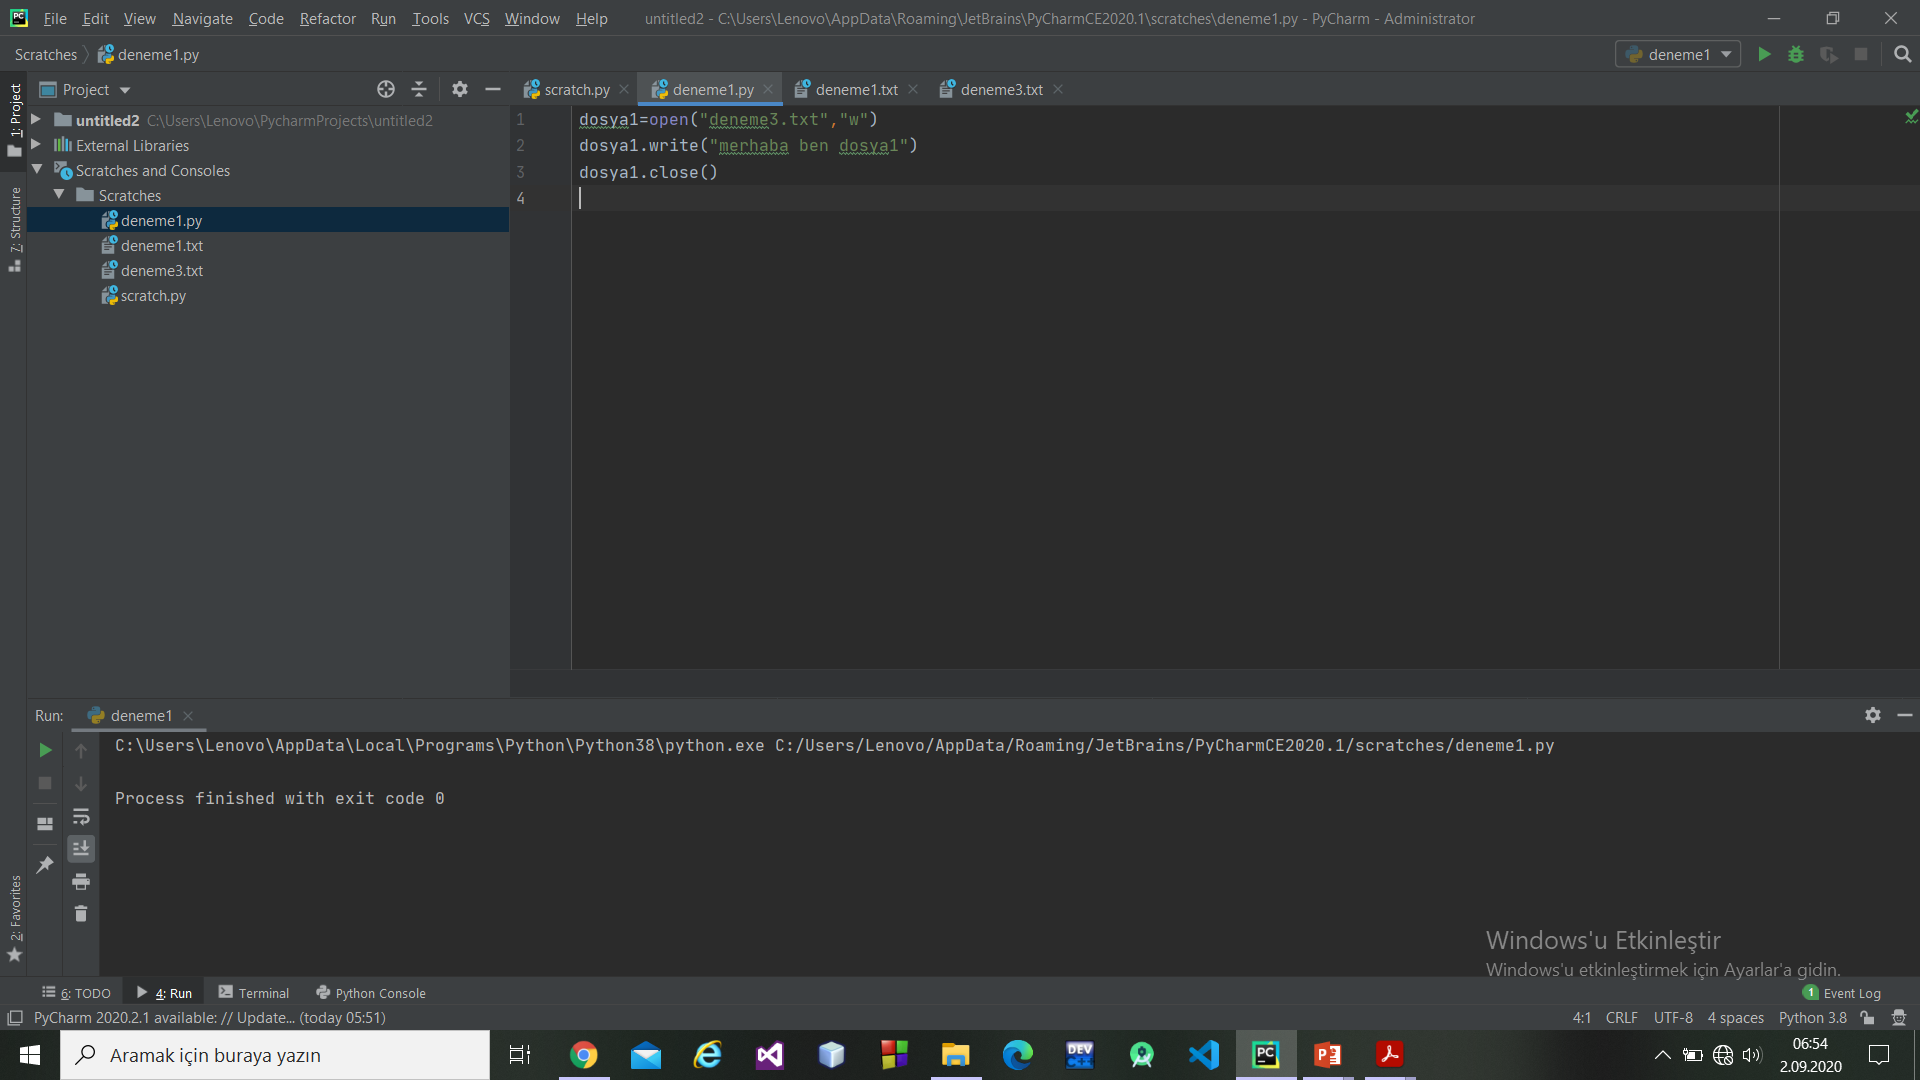 File Edit View Navigate Code Refactor Run Tools VCS Window Help untitled2 - C:\Users\Lenovo\AppData\Roaming\JetBrains\PyCharmCE2020.1\scratches\deneme1.py - PyCharm - Administrator
Scratches deneme1.py deneme1
Project scratch.py deneme1.py deneme1.txt deneme3.txt
1: Project
7: Structure
2: Favorites
untitled2 C:\Users\Lenovo\PycharmProjects\untitled2
External Libraries
Scratches and Consoles
Scratches
deneme1.py
deneme1.txt
deneme3.txt
scratch.py
1 dosya1=open("deneme3.txt","w")
2 dosya1.write("merhaba ben dosya1")
3 dosya1.close()
4
Run: deneme1
C:\Users\Lenovo\AppData\Local\Programs\Python\Python38\python.exe C:/Users/Lenovo/AppData/Roaming/JetBrains/PyCharmCE2020.1/scratches/deneme1.py
Process finished with exit code 0
Windows'u Etkinleştir
Windows'u etkinleştirmek için Ayarlar'a gidin.
6: TODO 4: Run Terminal Python Console 1 Event Log
PyCharm 2020.2.1 available: // Update... (today 05:51) 4:1 CRLF UTF-8 4 spaces Python 3.8
Aramak için buraya yazın
DEV C++
PC
06:54
2.09.2020